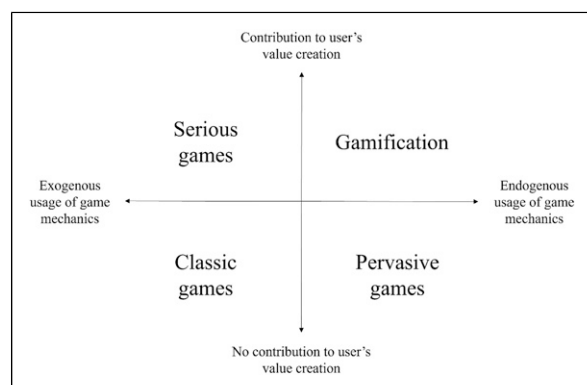 Contribution to user's
value creation
Serious
games
Gamification
Exogenous
usage of game
mechanics
Endogenous
usage of game
mechanics
Classic
games
Pervasive
games
No contribution to user's
value creation